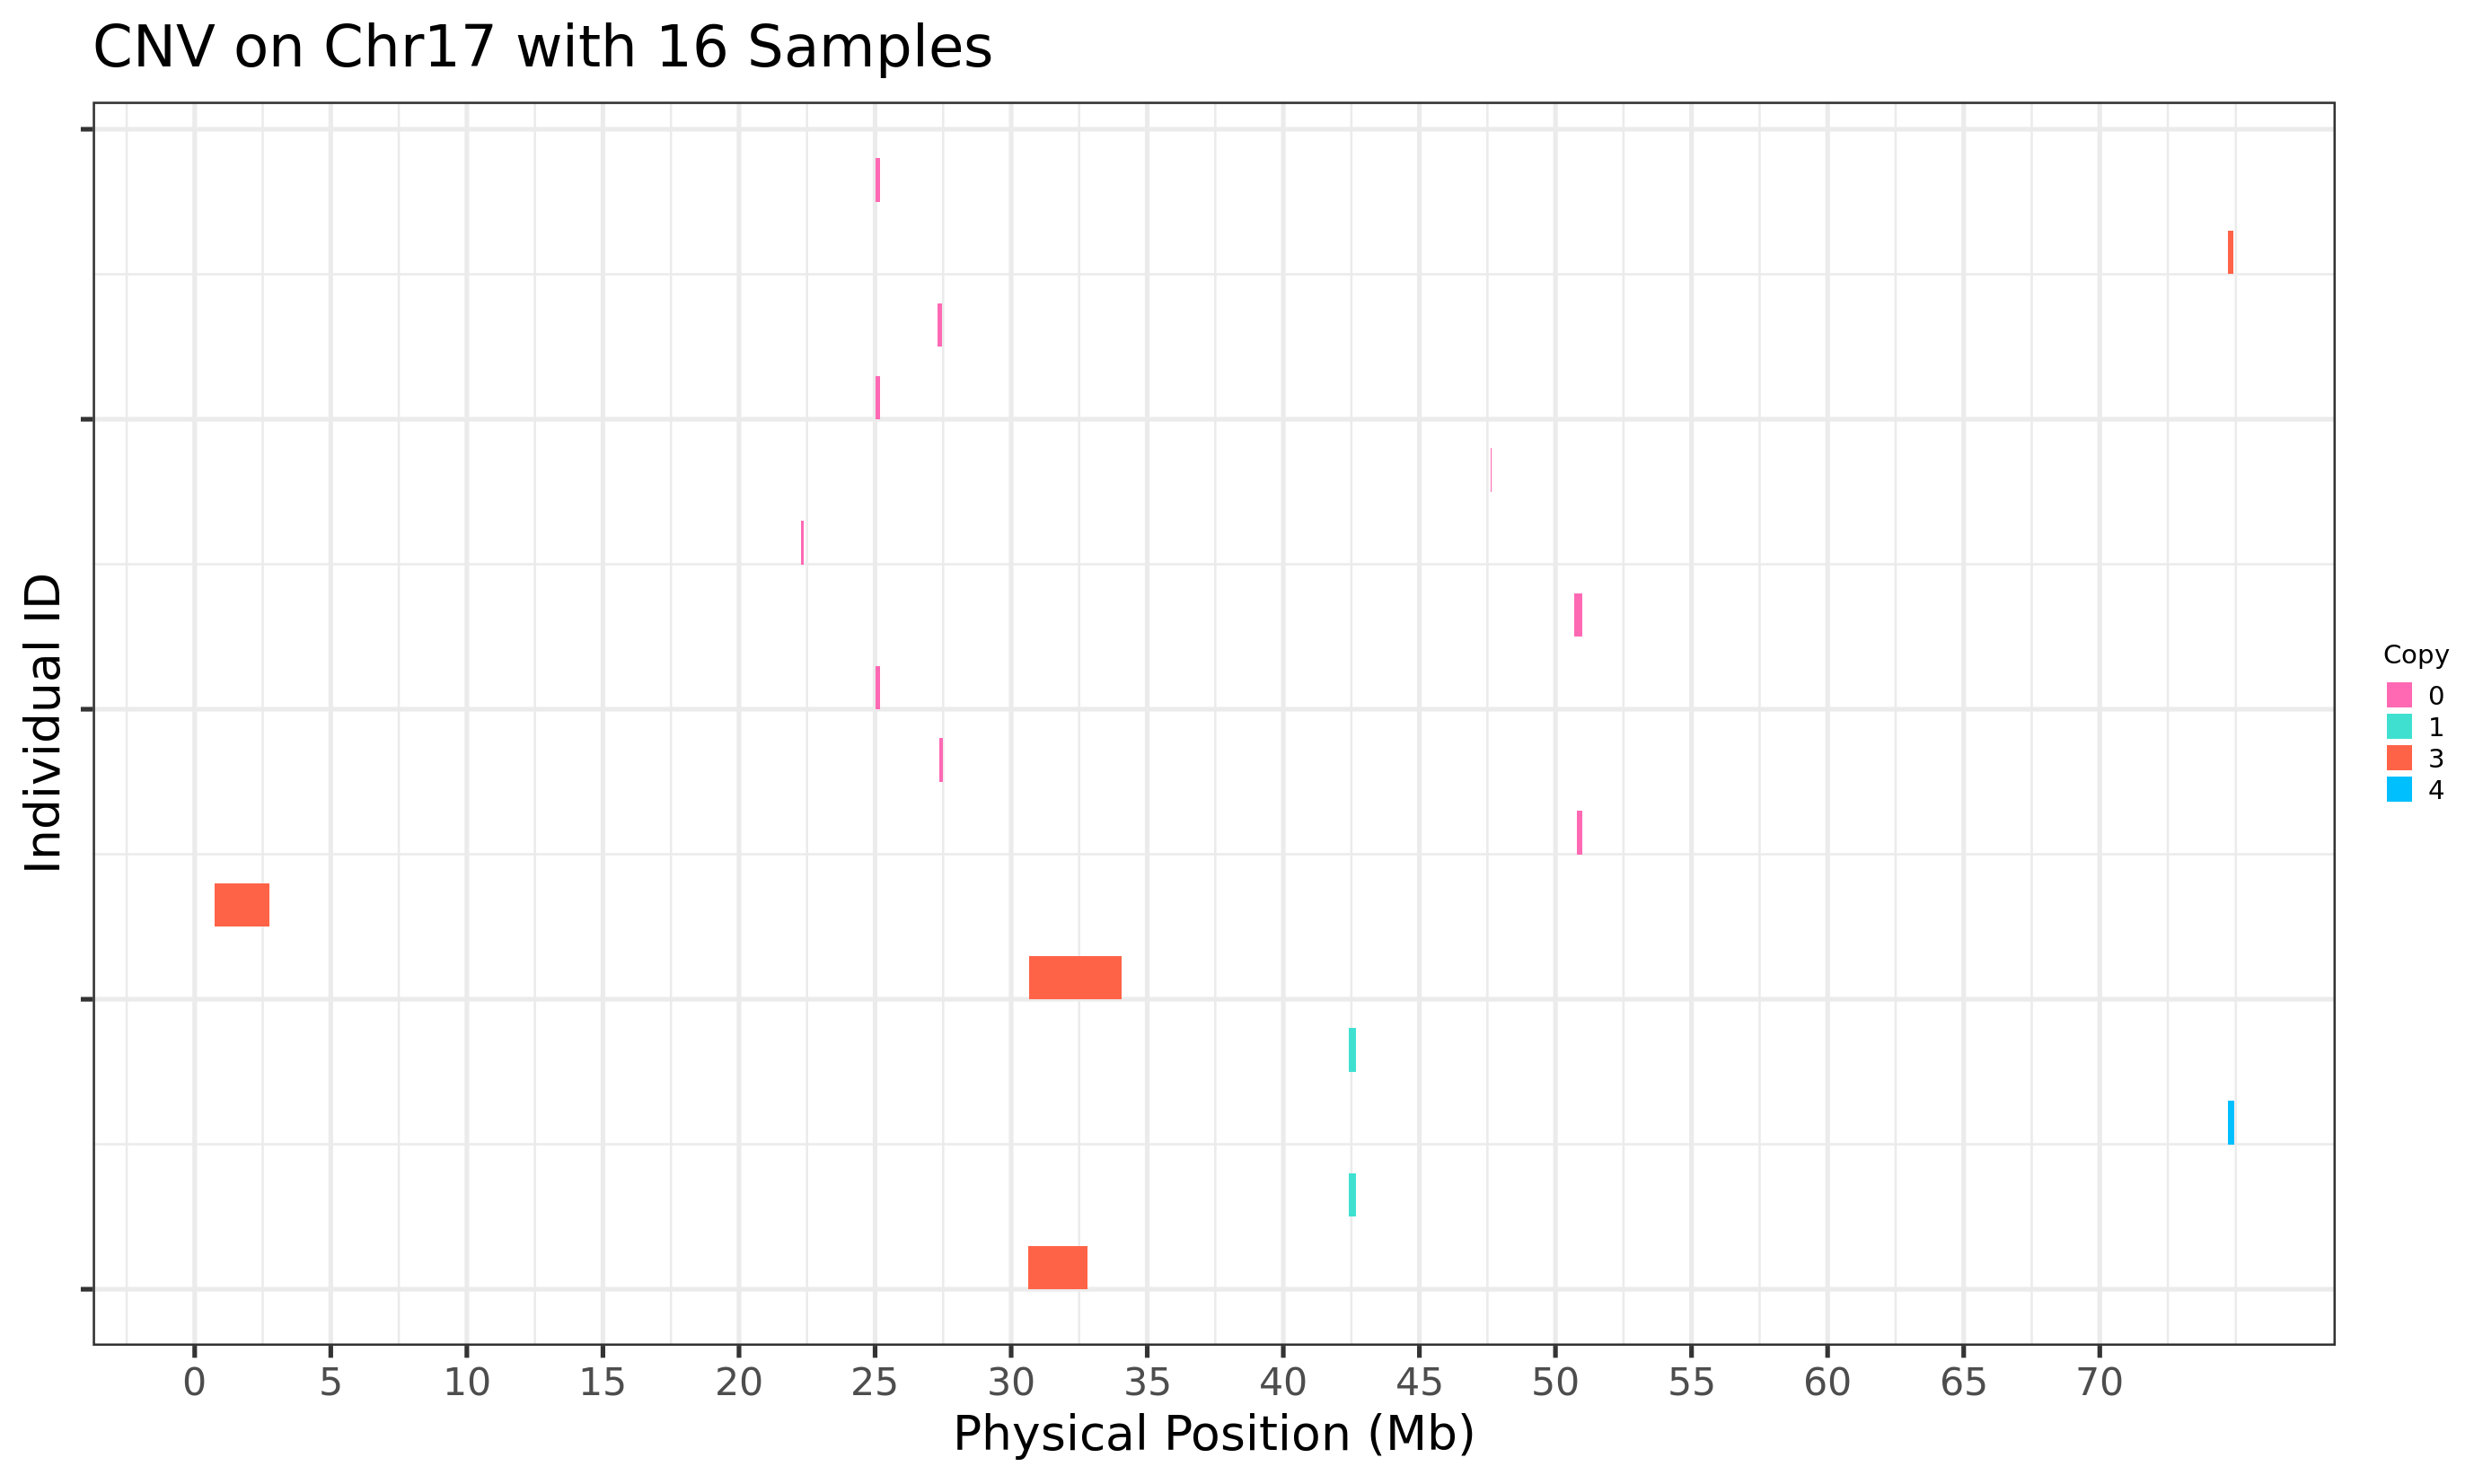 CNV on Chr17 with 16 Samples
Individual ID
Copy
0
1
3
4
0 5 10 15 20 25 30 35 40 45 50 55 60 65 70
Physical Position (Mb)